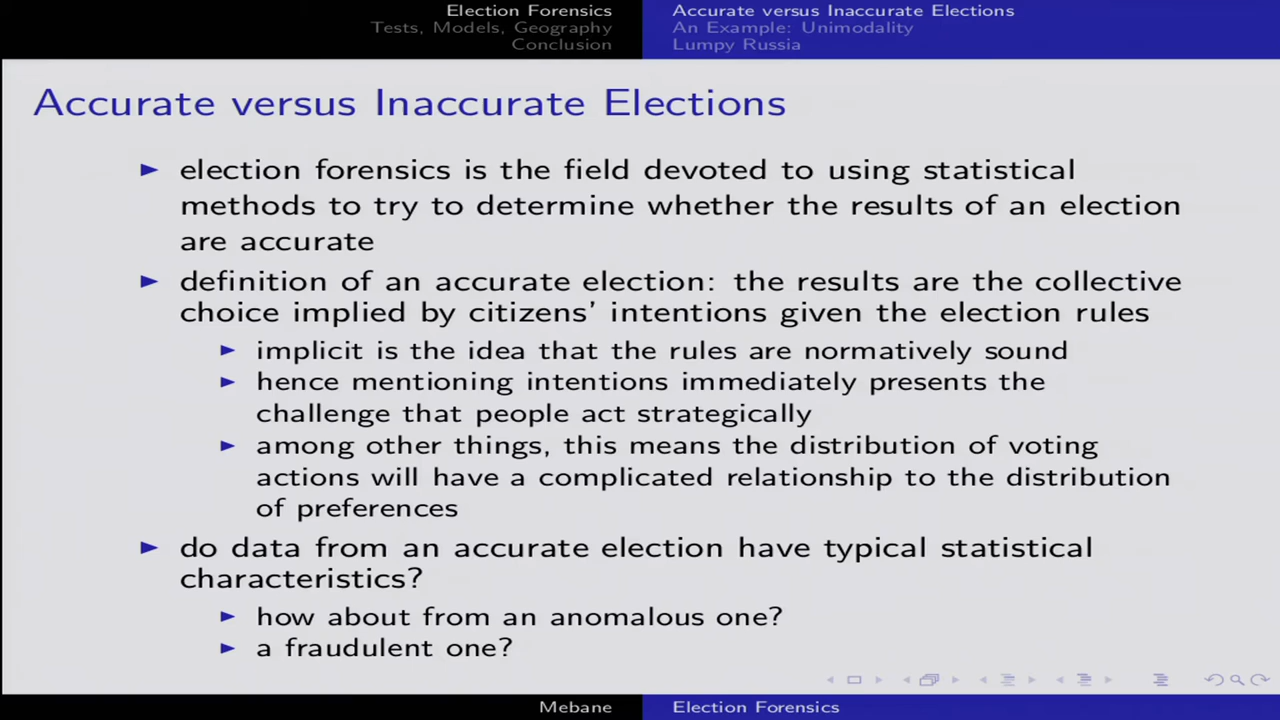 Election Forensics
Tests, Models, Geography
Conclusion
Accurate versus Inaccurate Elections
An Example: Unimodality
Lumpy Russia
Accurate versus Inaccurate Elections
election forensics is the field devoted to using statistical
methods to try to determine whether the results of an election
are accurate
definition of an accurate election: the results are the collective
choice implied by citizens' intentions given the election rules
implicit is the idea that the rules are normatively sound
hence mentioning intentions immediately presents the
challenge that people act strategically
among other things, this means the distribution of voting
actions will have a complicated relationship to the distribution
of preferences
do data from an accurate election have typical statistical
characteristics?
how about from an anomalous one?
a fraudulent one?
Mebane
Election Forensics